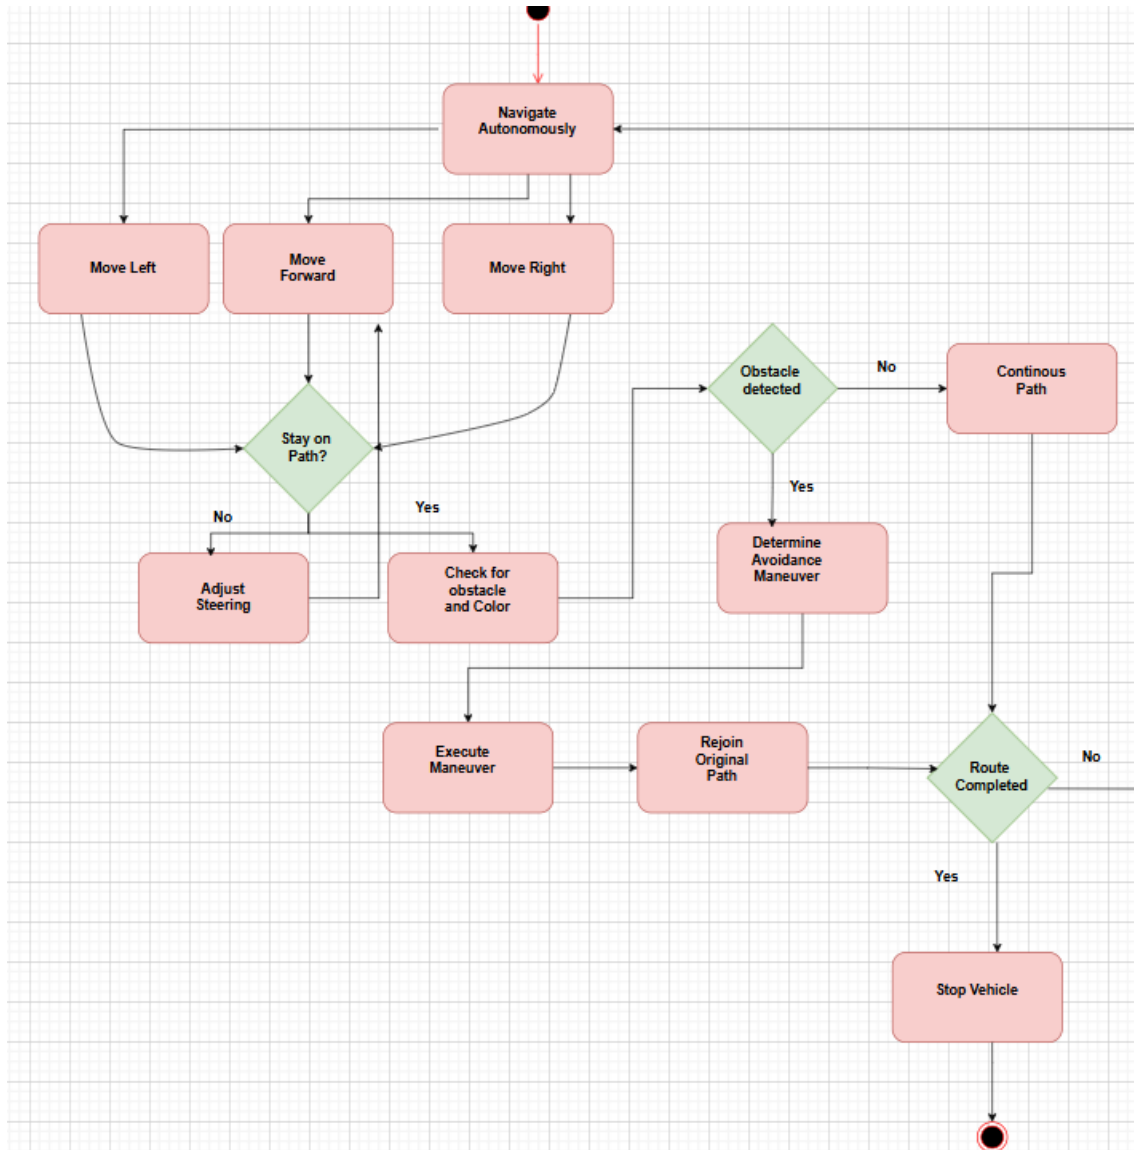 Navigate
Autonomously
Move Left
Move
Forward
Move Right
Stay on
Path?
No
Yes
Adjust
Steering
Check for
obstacle
and Color
Obstacle
detected
No
Continous
Path
Yes
Determine
Avoidance
Maneuver
Execute
Maneuver
Rejoin
Original
Path
Route
Completed
No
Yes
Stop Vehicle